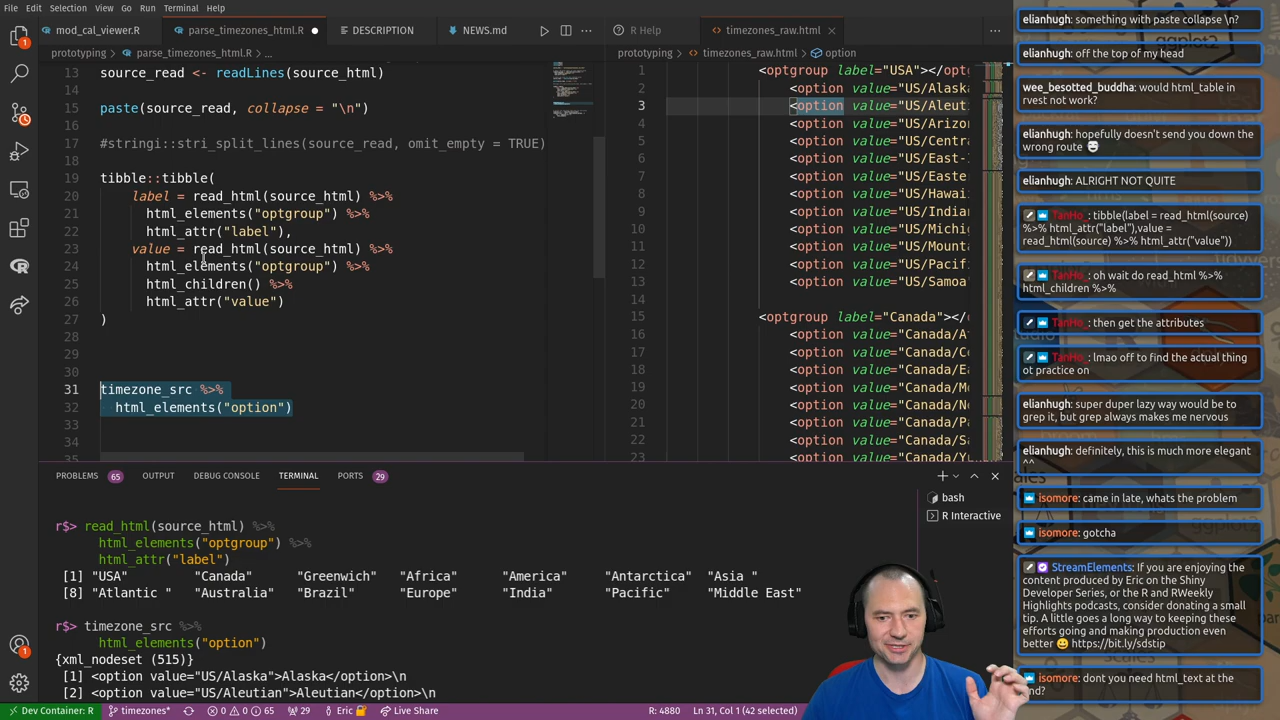 File Edit View Go Run Terminal Help
mod_cal_viewer.R
parse_timezones_html.R
DESCRIPTION
NEWS.md
R Help
timezones_raw.html
prototyping > parse_timezones_html.R > ...
prototyping > timezones_raw.html > option
13 source_read <- readLines(source_html)
14
15 paste(source_read, collapse = "\n")
16
17 #stringi::stri_split_lines(source_read, omit_empty = TRUE)
18
19 tibble::tibble(
20 label = read_html(source_html) %>%
21 html_elements("optgroup") %>%
22 html_attr("label"),
23 value = read_html(source_html) %>%
24 html_elements("optgroup") %>%
25 html_children() %>%
26 html_attr("value")
27 )
28
29
30
31 timezone_src %>%
32 html_elements("option")
33
34
35
1 <optgroup label="USA"></optg
2 <option value="US/Alaska
3 <option value="US/Aleut
4 <option value="US/Arizo
5 <option value="US/Centra
6 <option value="US/East-I
7 <option value="US/Easte
8 <option value="US/Hawai
9 <option value="US/Indian
10 <option value="US/Michi
11 <option value="US/Mount
12 <option value="US/Pacif
13 <option value="US/Samoa
14
15 <optgroup label="Canada"></
16 <option value="Canada/A
17 <option value="Canada/Ce
18 <option value="Canada/Ea
19 <option value="Canada/Mo
20 <option value="Canada/N
21 <option value="Canada/Pa
22 <option value="Canada/Sa
23 <option value="Canada/Yu
PROBLEMS 65 OUTPUT DEBUG CONSOLE TERMINAL PORTS 29
bash
R Interactive
r$> read_html(source_html) %>%
html_elements("optgroup") %>%
html_attr("label")
[1] "USA" "Canada" "Greenwich" "Africa" "America" "Antarctica" "Asia "
[8] "Atlantic " "Australia" "Brazil" "Europe" "India" "Pacific" "Middle East"
r$> timezone_src %>%
html_elements("option")
{xml_nodeset (515)}
[1] <option value="US/Alaska">Alaska</option>\n
[2] <option value="US/Aleutian">Aleutian</option>\n
Dev Container: R timezones* 0 0 65 29 Eric Live Share R: 4880 Ln 31, Col 1 (42 selected)
elianhugh: something with paste collapse \n?
elianhugh: off the top of my head
wee_besotted_buddha: would html_table in
rvest not work?
elianhugh: hopefully doesn't send you down the
wrong route
elianhugh: ALRIGHT NOT QUITE
TanHo_: tibble(label = read_html(source)
%>% html_attr("label"),value =
read_html(source) %>% html_attr("value"))
TanHo_: oh wait do read_html %>%
html_children %>%
TanHo_: then get the attributes
TanHo_: lmao off to find the actual thing
ot practice on
elianhugh: super duper lazy way would be to
grep it, but grep always makes me nervous
elianhugh: definitely, this is much more elegant
^^
isomore: came in late, whats the problem
isomore: gotcha
StreamElements: If you are enjoying the
content produced by Eric on the Shiny
Developer Series, or the R and RWeekly
Highlights podcasts, consider donating a small
tip. A little goes a long way to keeping these
efforts going and making production even
better https://bit.ly/sdstip
isomore: dont you need html_text at the
end?